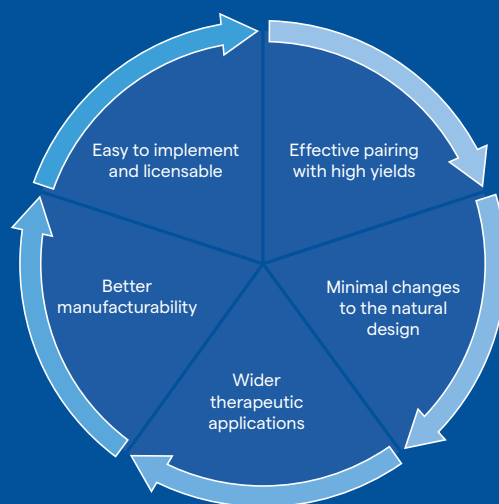 Easy to implement
and licensable
Effective pairing
with high yields
Better
manufacturability
Minimal changes
to the natural
design
Wider
therapeutic
applications